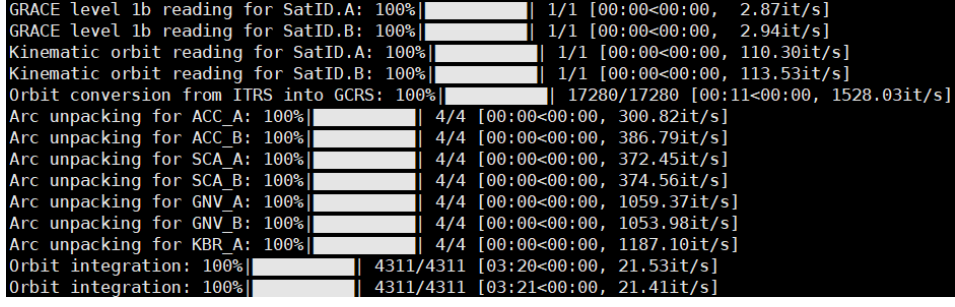 GRACE level 1b reading for SatID.A: 100%|██████████| 1/1 [00:00<00:00,  2.87it/s]
GRACE level 1b reading for SatID.B: 100%|██████████| 1/1 [00:00<00:00,  2.94it/s]
Kinematic orbit reading for SatID.A: 100%|██████████| 1/1 [00:00<00:00, 110.30it/s]
Kinematic orbit reading for SatID.B: 100%|██████████| 1/1 [00:00<00:00, 113.53it/s]
Orbit conversion from ITRS into GCRS: 100%|██████████| 17280/17280 [00:11<00:00, 1528.03it/s]
Arc unpacking for ACC_A: 100%|██████████| 4/4 [00:00<00:00, 300.82it/s]
Arc unpacking for ACC_B: 100%|██████████| 4/4 [00:00<00:00, 386.79it/s]
Arc unpacking for SCA_A: 100%|██████████| 4/4 [00:00<00:00, 372.45it/s]
Arc unpacking for SCA_B: 100%|██████████| 4/4 [00:00<00:00, 374.56it/s]
Arc unpacking for GNV_A: 100%|██████████| 4/4 [00:00<00:00, 1059.37it/s]
Arc unpacking for GNV_B: 100%|██████████| 4/4 [00:00<00:00, 1053.98it/s]
Arc unpacking for KBR_A: 100%|██████████| 4/4 [00:00<00:00, 1187.10it/s]
Orbit integration: 100%|██████████| 4311/4311 [03:20<00:00, 21.53it/s]
Orbit integration: 100%|██████████| 4311/4311 [03:21<00:00, 21.41it/s]